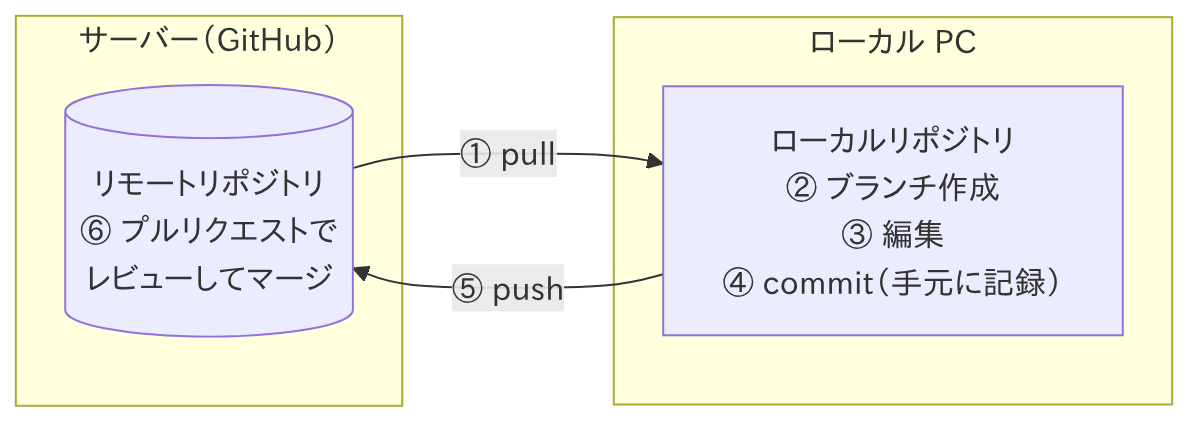 サーバー（GitHub）
リモートリポジトリ
⑥ プルリクエストで
レビューしてマージ
① pull
⑤ push
ローカル PC
ローカルリポジトリ
② ブランチ作成
③ 編集
④ commit（手元に記録）